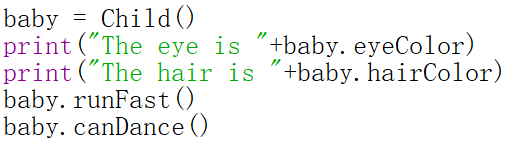 baby = Child()
print("The eye is "+baby.eyeColor)
print("The hair is "+baby.hairColor)
baby.runFast()
baby.canDance()